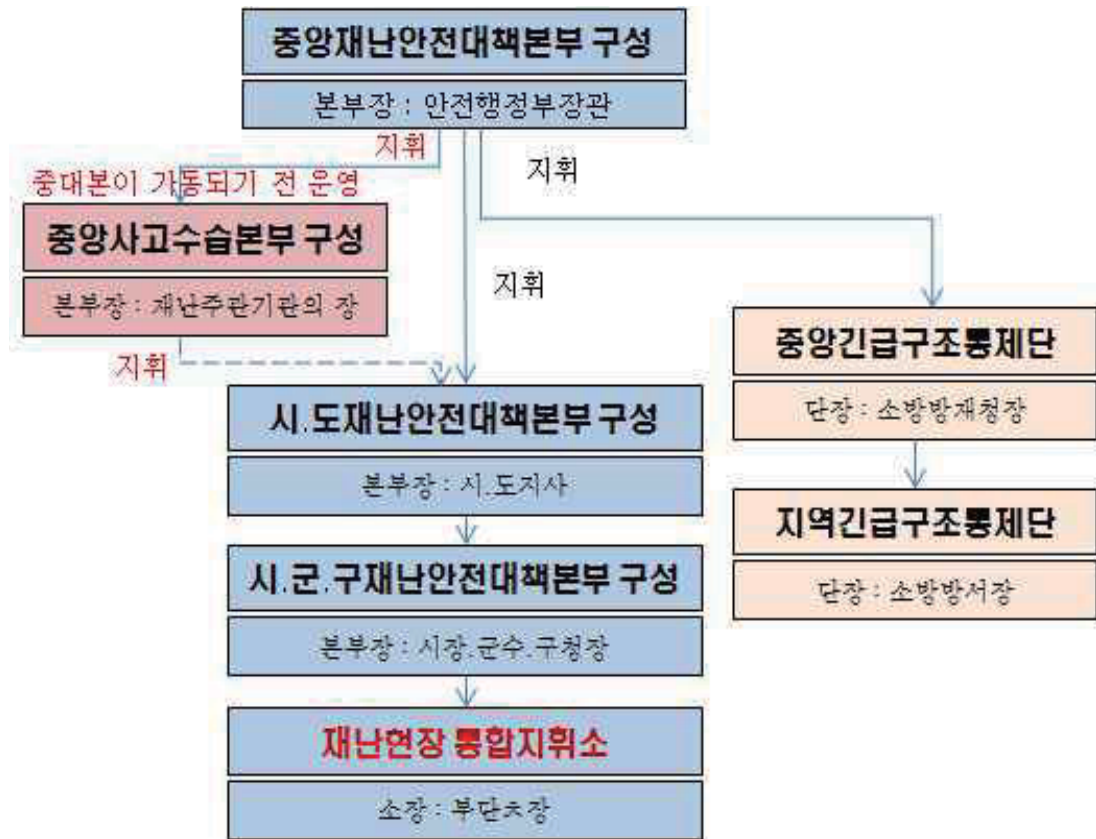 중앙재난안전대책본부 구성
본부장 : 안전행정부장관
지휘
지휘
중대본이 가동되기 전 운영
중앙사고수습본부 구성
본부장 : 재난주관기관의 장
지휘
지휘
중앙긴급구조통제단
단장 : 소방방재청장
시.도재난안전대책본부 구성
본부장 : 시.도지사
지역긴급구조통제단
단장 : 소방방서장
시.군.구재난안전대책본부 구성
본부장 : 시장.군수.구청장
재난현장 통합지휘소
소장 : 부단츠장